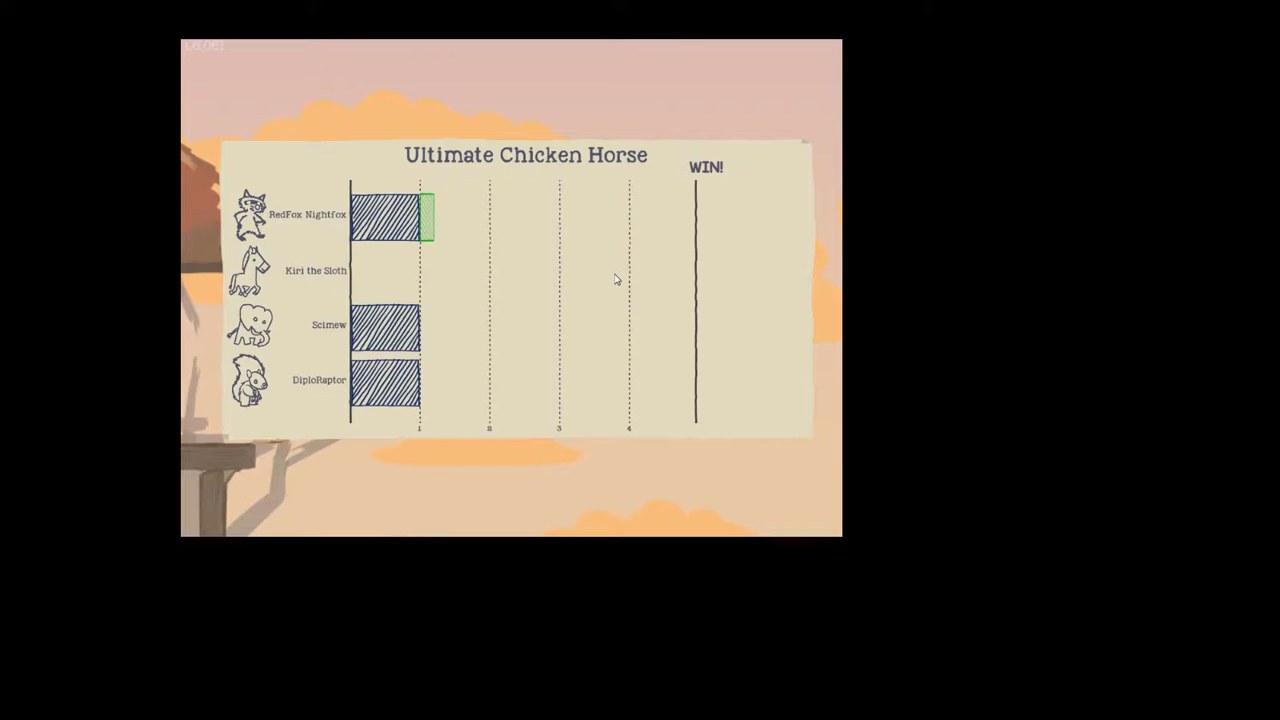 Ultimate Chicken Horse
WIN!
RedFox Nightfox
Kiri the Sloth
Scimew
DiploRaptor
1 2 3 4